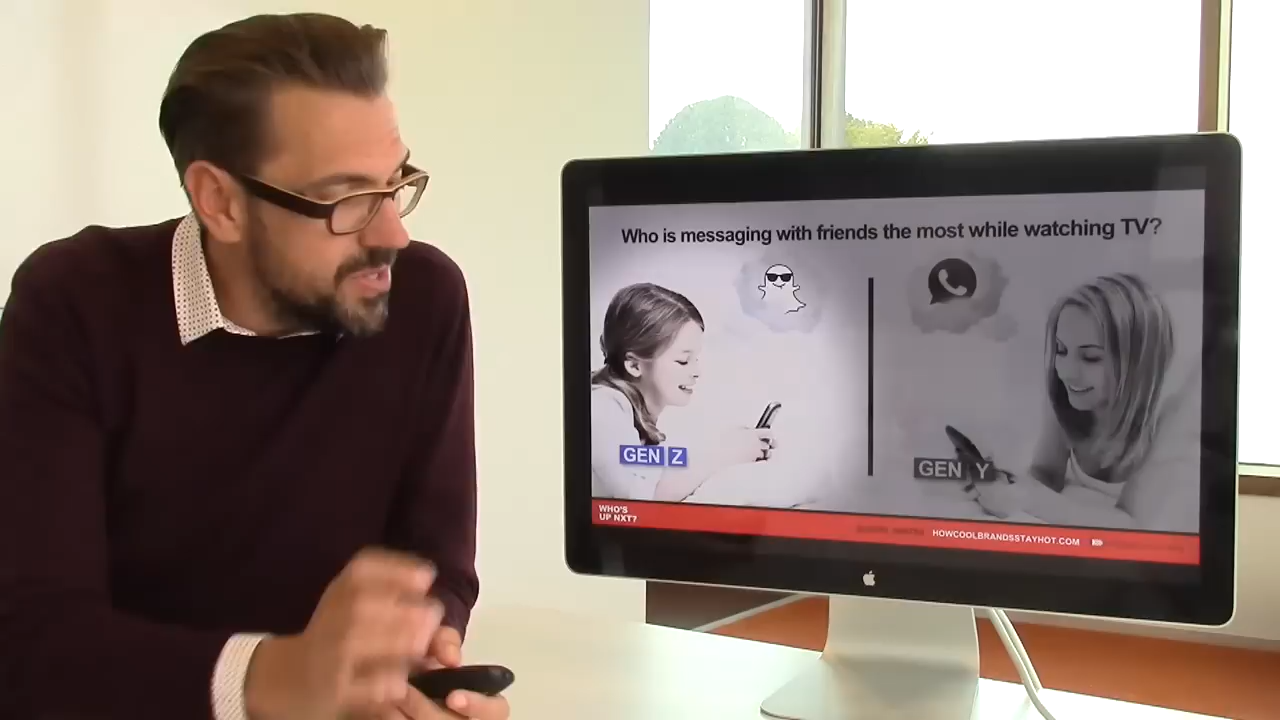 Who is messaging with friends the most while watching TV?
GEN Z
GEN Y
WHO'S
UP NXT?
HOWCOOLBRANDSSTAYHOT.COM